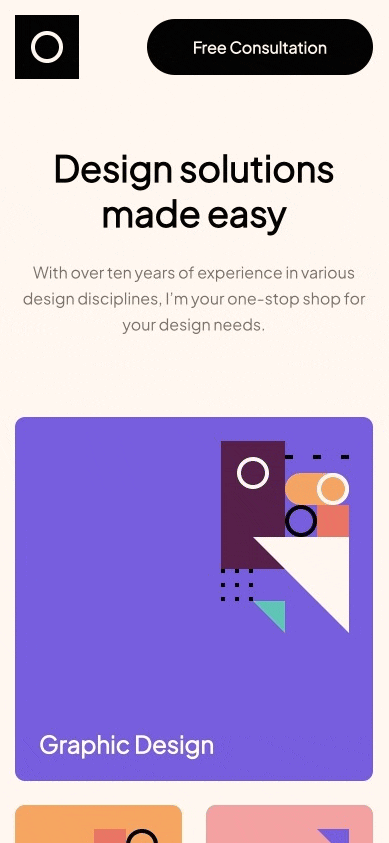 Free Consultation
Design solutions
made easy
With over ten years of experience in various
design disciplines, I'm your one-stop shop for
your design needs.
Graphic Design